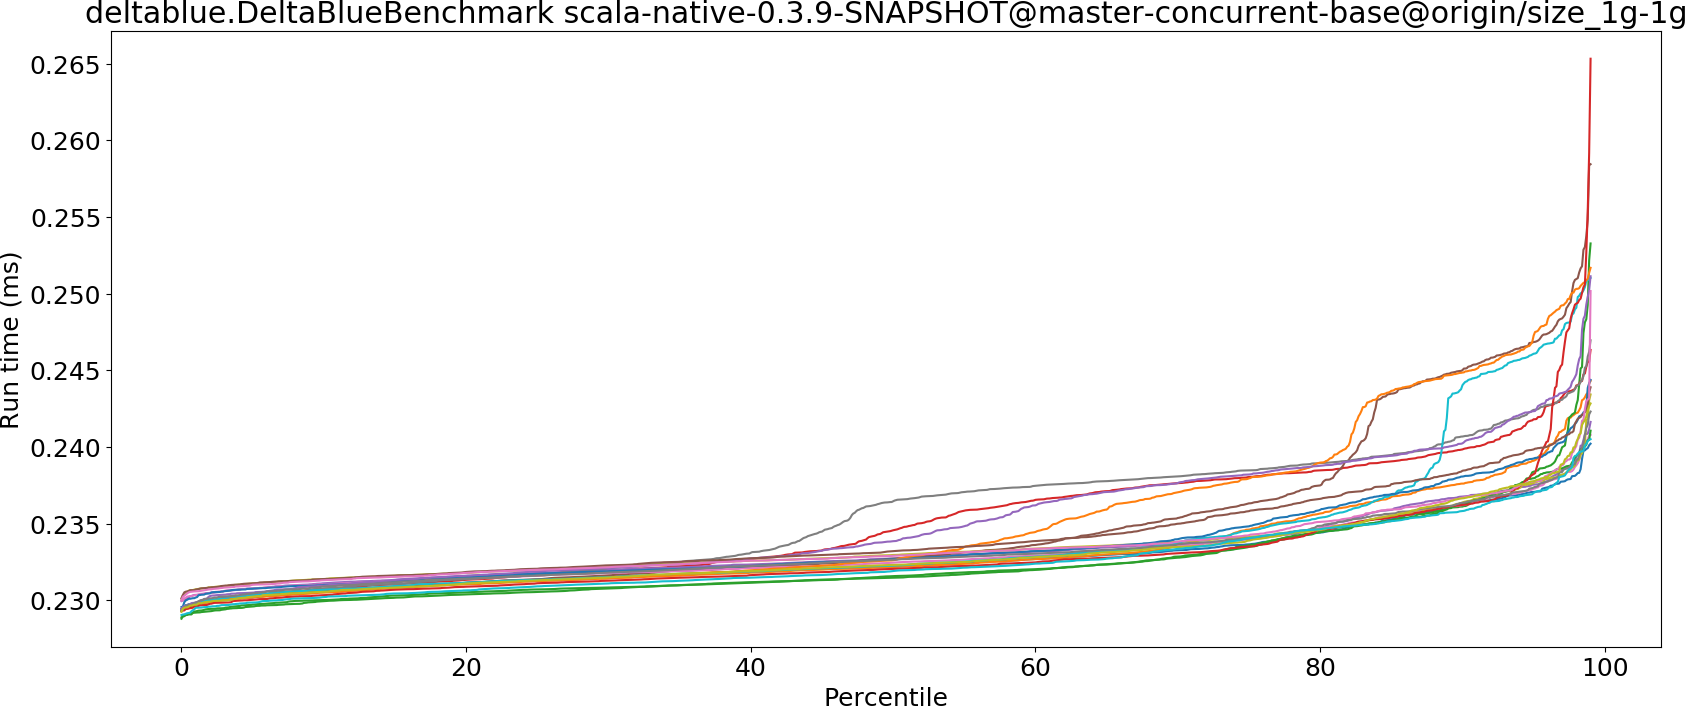 deltablue.DeltaBlueBenchmark scala-native-0.3.9-SNAPSHOT@master-concurrent-base@origin/size_1g-1g
0.265
0.260
0.255
0.250
0.245
0.240
0.235
0.230
Run time (ms)
0 20 40 60 80 100
Percentile